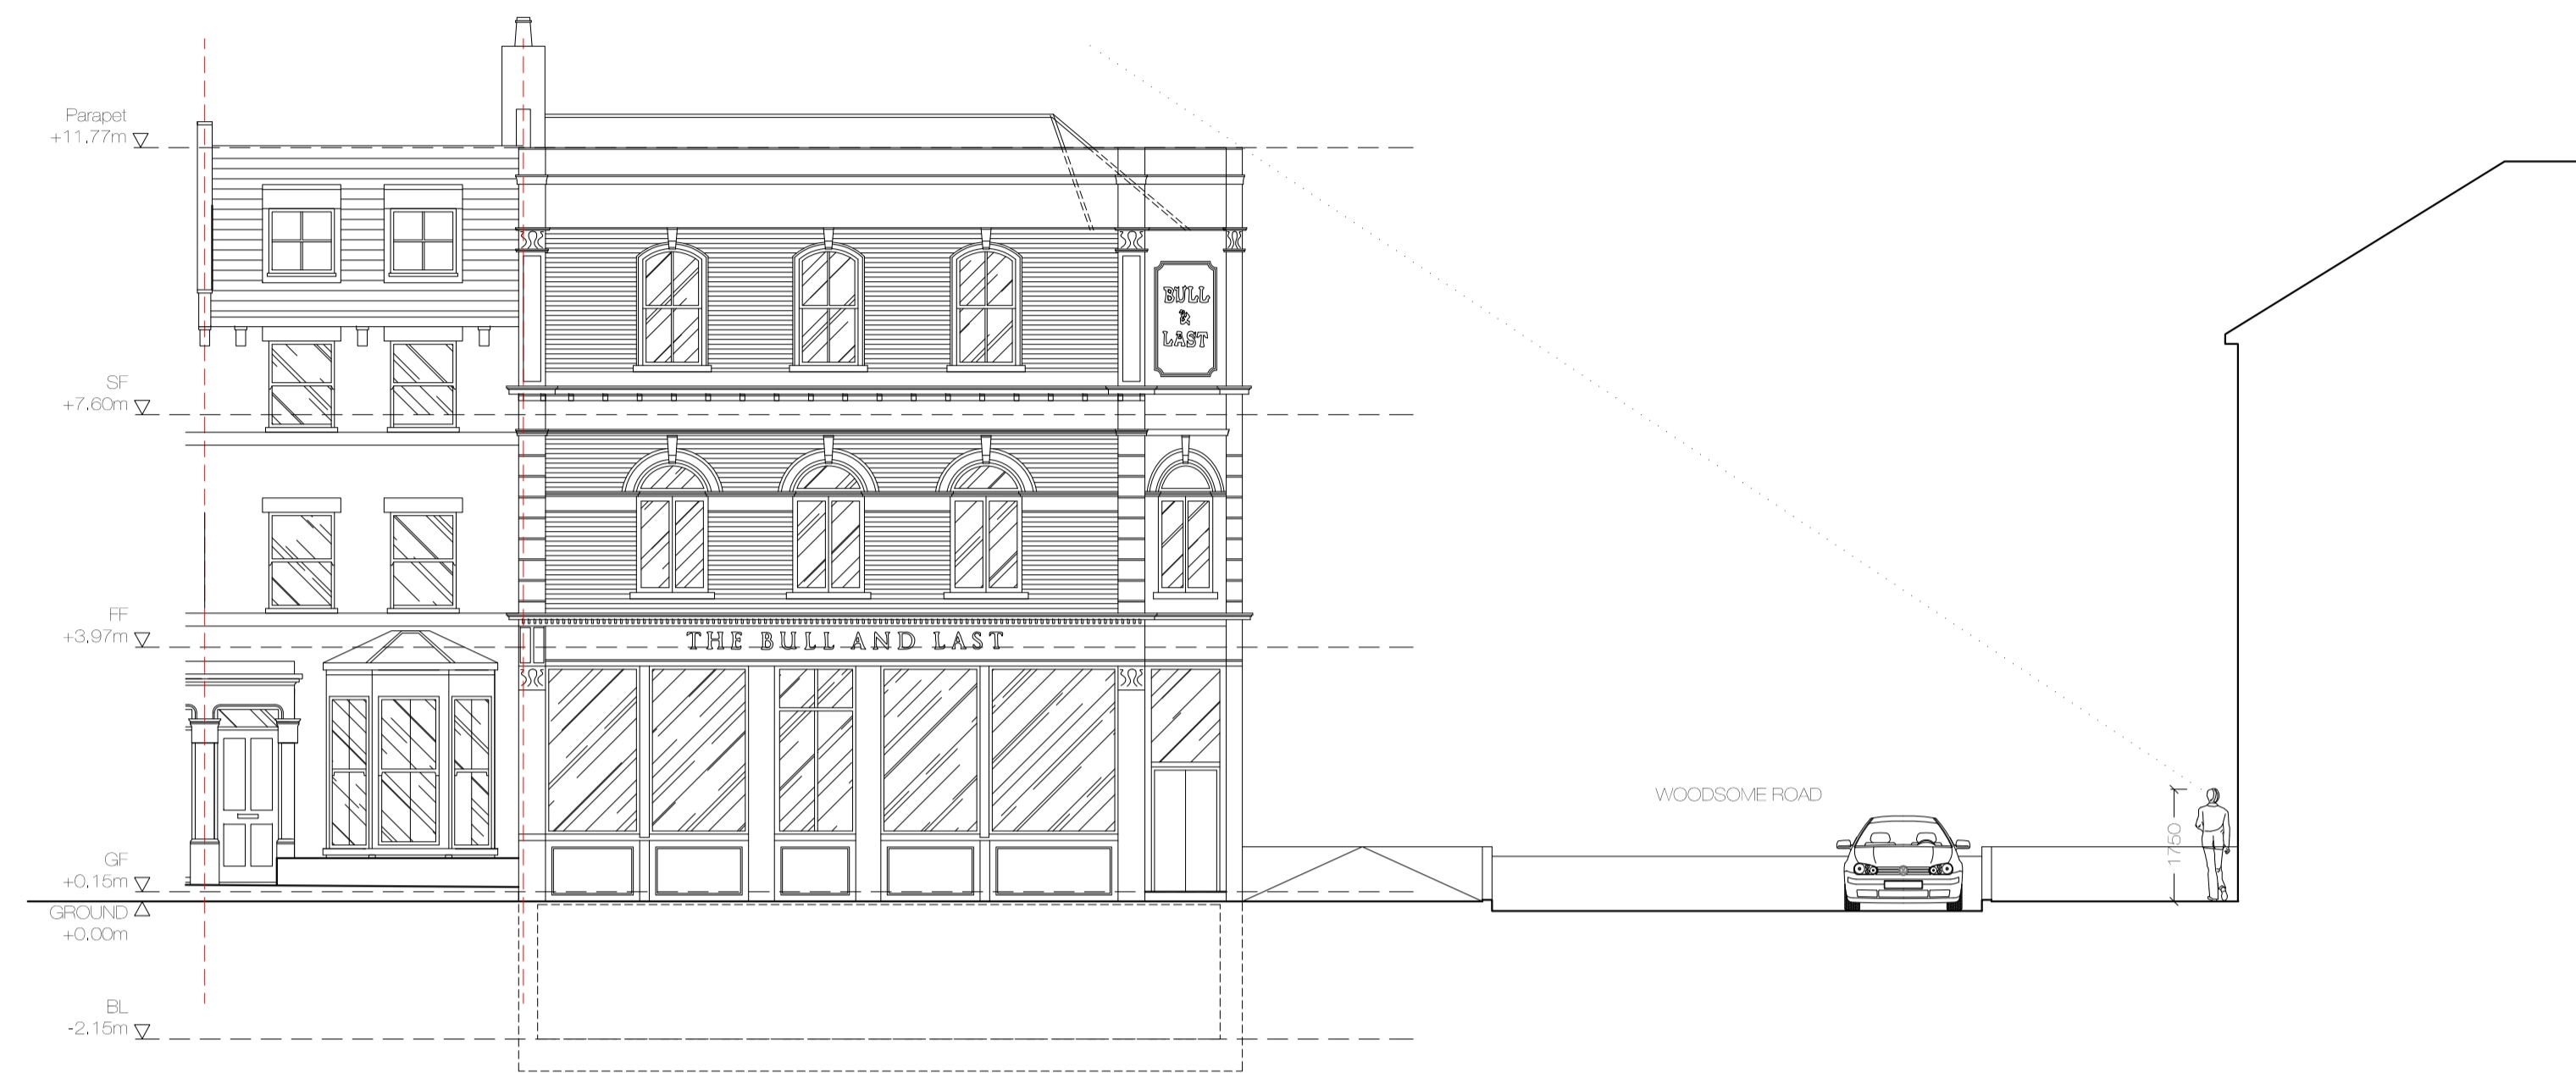 Parapet
+11.77m
SF
+7.60m
FF
+3.97m
GF
+0.15m
GROUND
+0.00m
BL
-2.15m
BULL
&
LAST
THE BULL AND LAST
WOODSOME ROAD
1750